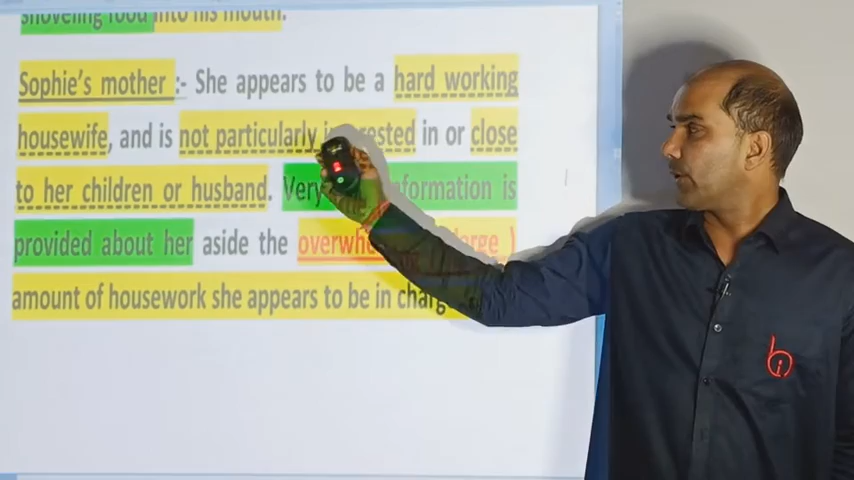 shoveling food into his mouth.
Sophie's mother :- She appears to be a hard working
housewife, and is not particularly in or close
to her children or husband. Very information is
provided about her aside the large )
amount of housework she appears to be in